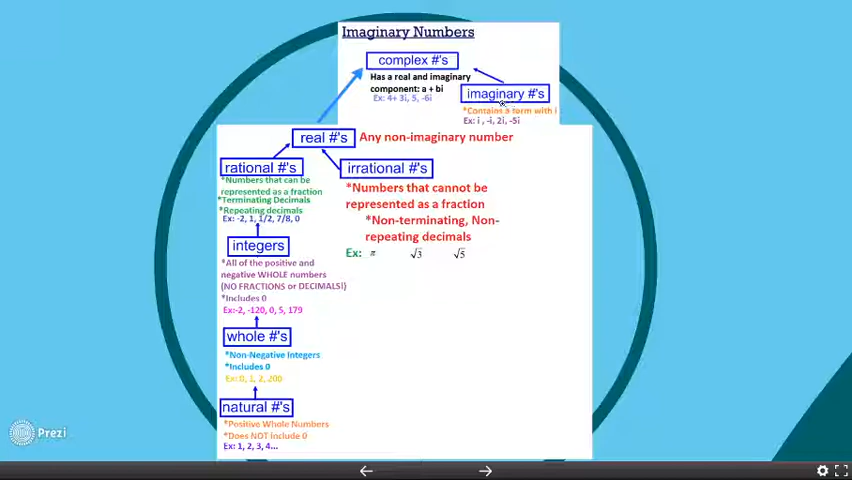 Imaginary Numbers
complex #'s
Has a real and imaginary
component: a + bi
Ex: 4+ 3i, 5, -6i
imaginary #'s
*Contains a term with i
Ex: i , -i, 2i, -5i
real #'s
Any non-imaginary number
rational #'s
*Numbers that can be
represented as a fraction
*Terminating Decimals
*Repeating decimals
Ex: -2, 1, 1/2, 7/8, 0
irrational #'s
*Numbers that cannot be
represented as a fraction
*Non-terminating, Non-
repeating decimals
Ex: π √3 √5
integers
*All of the positive and
negative WHOLE numbers
(NO FRACTIONS or DECIMALS!)
*Includes 0
Ex:-2, -120, 0, 5, 179
whole #'s
*Non-Negative Integers
*Includes 0
Ex: 0, 1, 2, 200
natural #'s
*Positive Whole Numbers
*Does NOT include 0
Ex: 1, 2, 3, 4...
Prezi